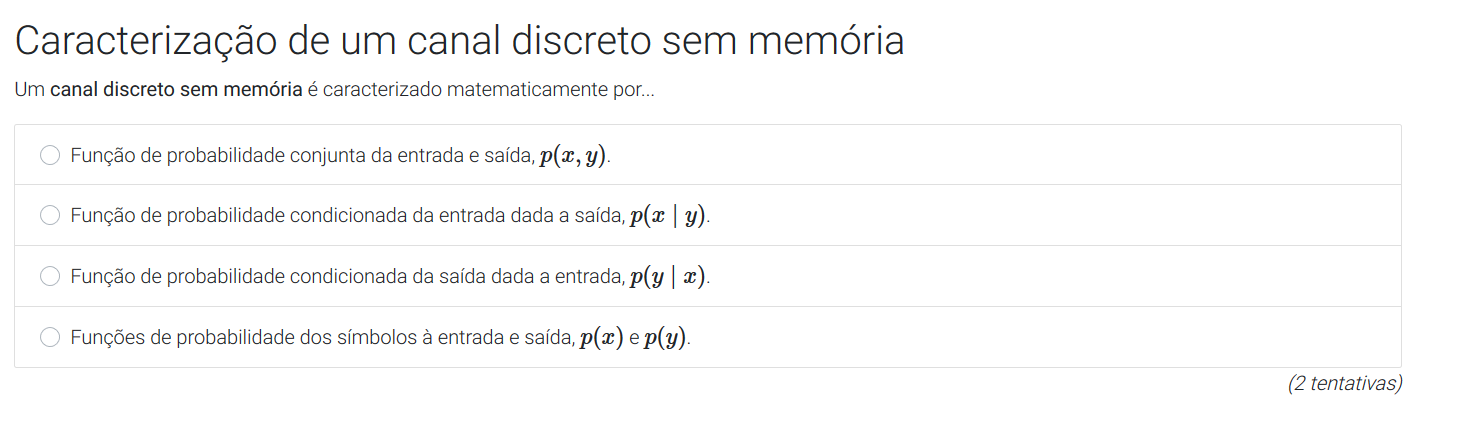 Caracterização de um canal discreto sem memória
Um canal discreto sem memória é caracterizado matematicamente por...
Função de probabilidade conjunta da entrada e saída, p(x, y).
Função de probabilidade condicionada da entrada dada a saída, p(x | y).
Função de probabilidade condicionada da saída dada a entrada, p(y | x).
Funções de probabilidade dos símbolos à entrada e saída, p(x) e p(y).
(2 tentativas)